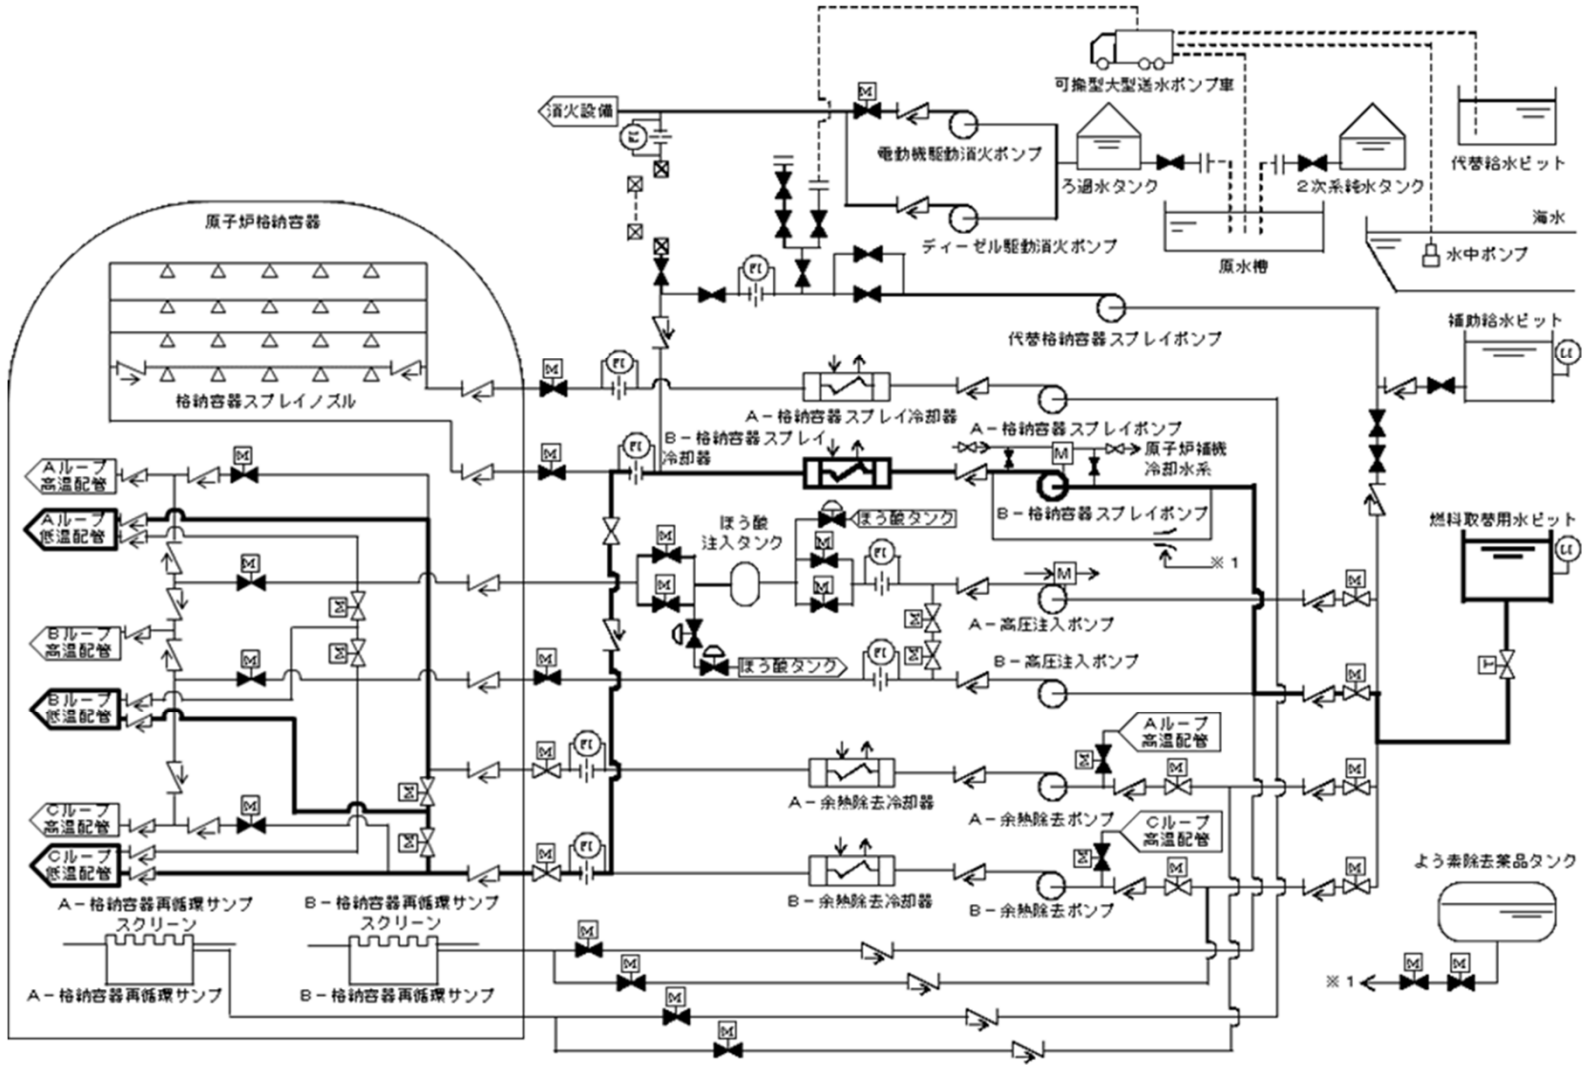 消火設備
可搬型大型送水ポンプ車
電動機駆動消火ポンプ
ろ過水タンク
2次系純水タンク
代替給水ピット
ディーゼル駆動消火ポンプ
原水槽
海水
水中ポンプ
原子炉格納容器
FI
代替格納容器スプレイポンプ
補助給水ピット
LI
格納容器スプレイノズル
M
FI
A－格納容器スプレイ冷却器
A－格納容器スプレイポンプ
B－格納容器スプレイ
冷却器
M
FI
M
原子炉補機
冷却水系
B－格納容器スプレイポンプ
※1
Aループ
高温配管
M
Aループ
低温配管
ほう酸
注入タンク
ほう酸タンク
燃料取替用水ピット
LI
M
M
M
M
M
FI
M
A－高圧注入ポンプ
M
M
M
Bループ
高温配管
M
M
ほう酸タンク
FI
B－高圧注入ポンプ
M
M
Bループ
低温配管
M
FI
Aループ
高温配管
M
M
M
A－余熱除去冷却器
A－余熱除去ポンプ
M
Cループ
高温配管
M
M
Cループ
低温配管
M
FI
Cループ
高温配管
M
M
M
B－余熱除去冷却器
B－余熱除去ポンプ
よう素除去薬品タンク
A－格納容器再循環サンプ
スクリーン
B－格納容器再循環サンプ
スクリーン
M
M
A－格納容器再循環サンプ
B－格納容器再循環サンプ
M
M
※1
M
M